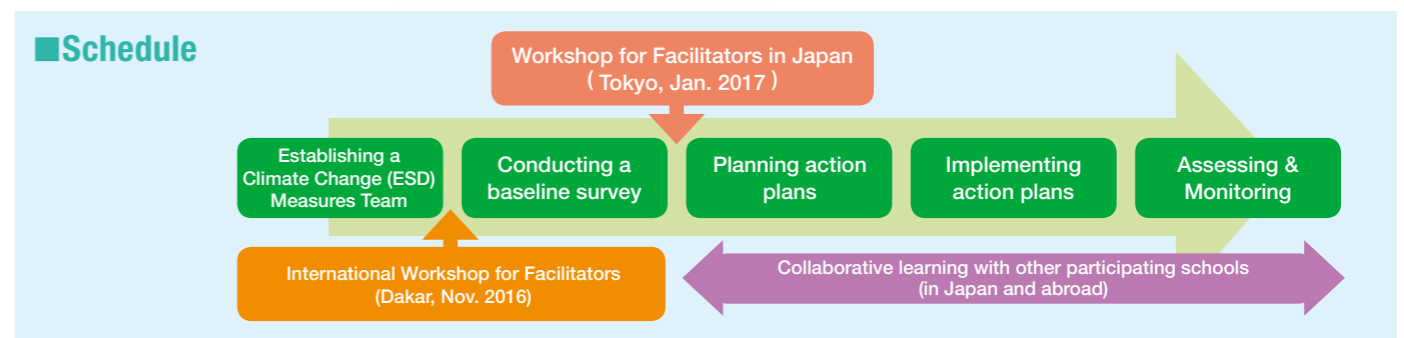 ■Schedule
Workshop for Facilitators in Japan
( Tokyo, Jan. 2017 )
Establishing a
Climate Change (ESD)
Measures Team
Conducting a
baseline survey
Planning action
plans
Implementing
action plans
Assessing &
Monitoring
International Workshop for Facilitators
(Dakar, Nov. 2016)
Collaborative learning with other participating schools
(in Japan and abroad)